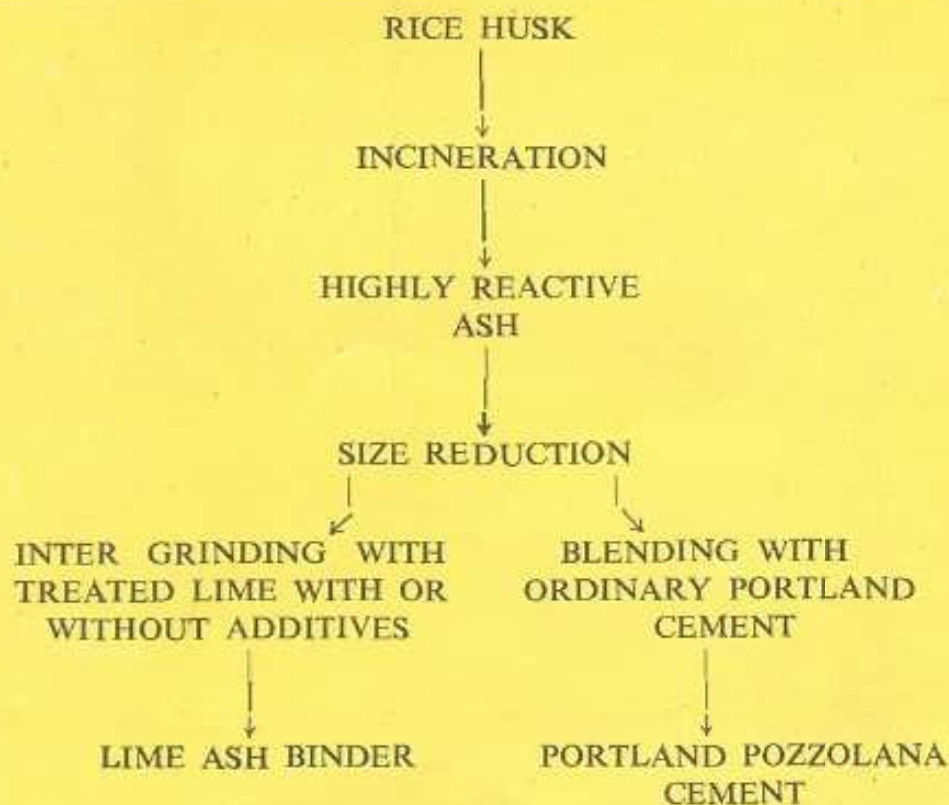 RICE HUSK
INCINERATION
HIGHLY REACTIVE
ASH
SIZE REDUCTION
INTER GRINDING WITH
TREATED LIME WITH OR
WITHOUT ADDITIVES
LIME ASH BINDER
BLENDING WITH
ORDINARY PORTLAND
CEMENT
PORTLAND POZZOLANA
CEMENT